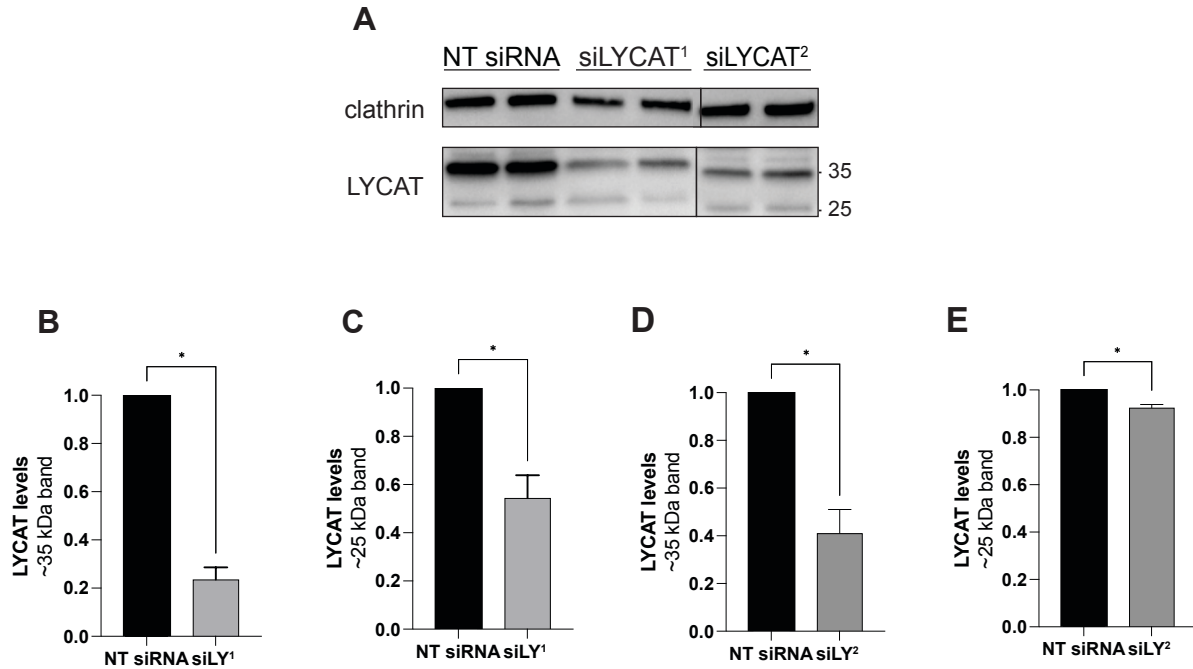 A
NT siRNA siLYCAT¹ siLYCAT²
clathrin
LYCAT
35
25
B
*
1.0
0.8
0.6
0.4
0.2
0.0
LYCAT levels
~35 kDa band
NT siRNA siLY¹
C
*
1.0
0.8
0.6
0.4
0.2
0.0
LYCAT levels
~25 kDa band
NT siRNA siLY¹
D
*
1.0
0.8
0.6
0.4
0.2
0.0
LYCAT levels
~35 kDa band
NT siRNA siLY²
E
*
1.0
0.8
0.6
0.4
0.2
0.0
LYCAT levels
~25 kDa band
NT siRNA siLY²